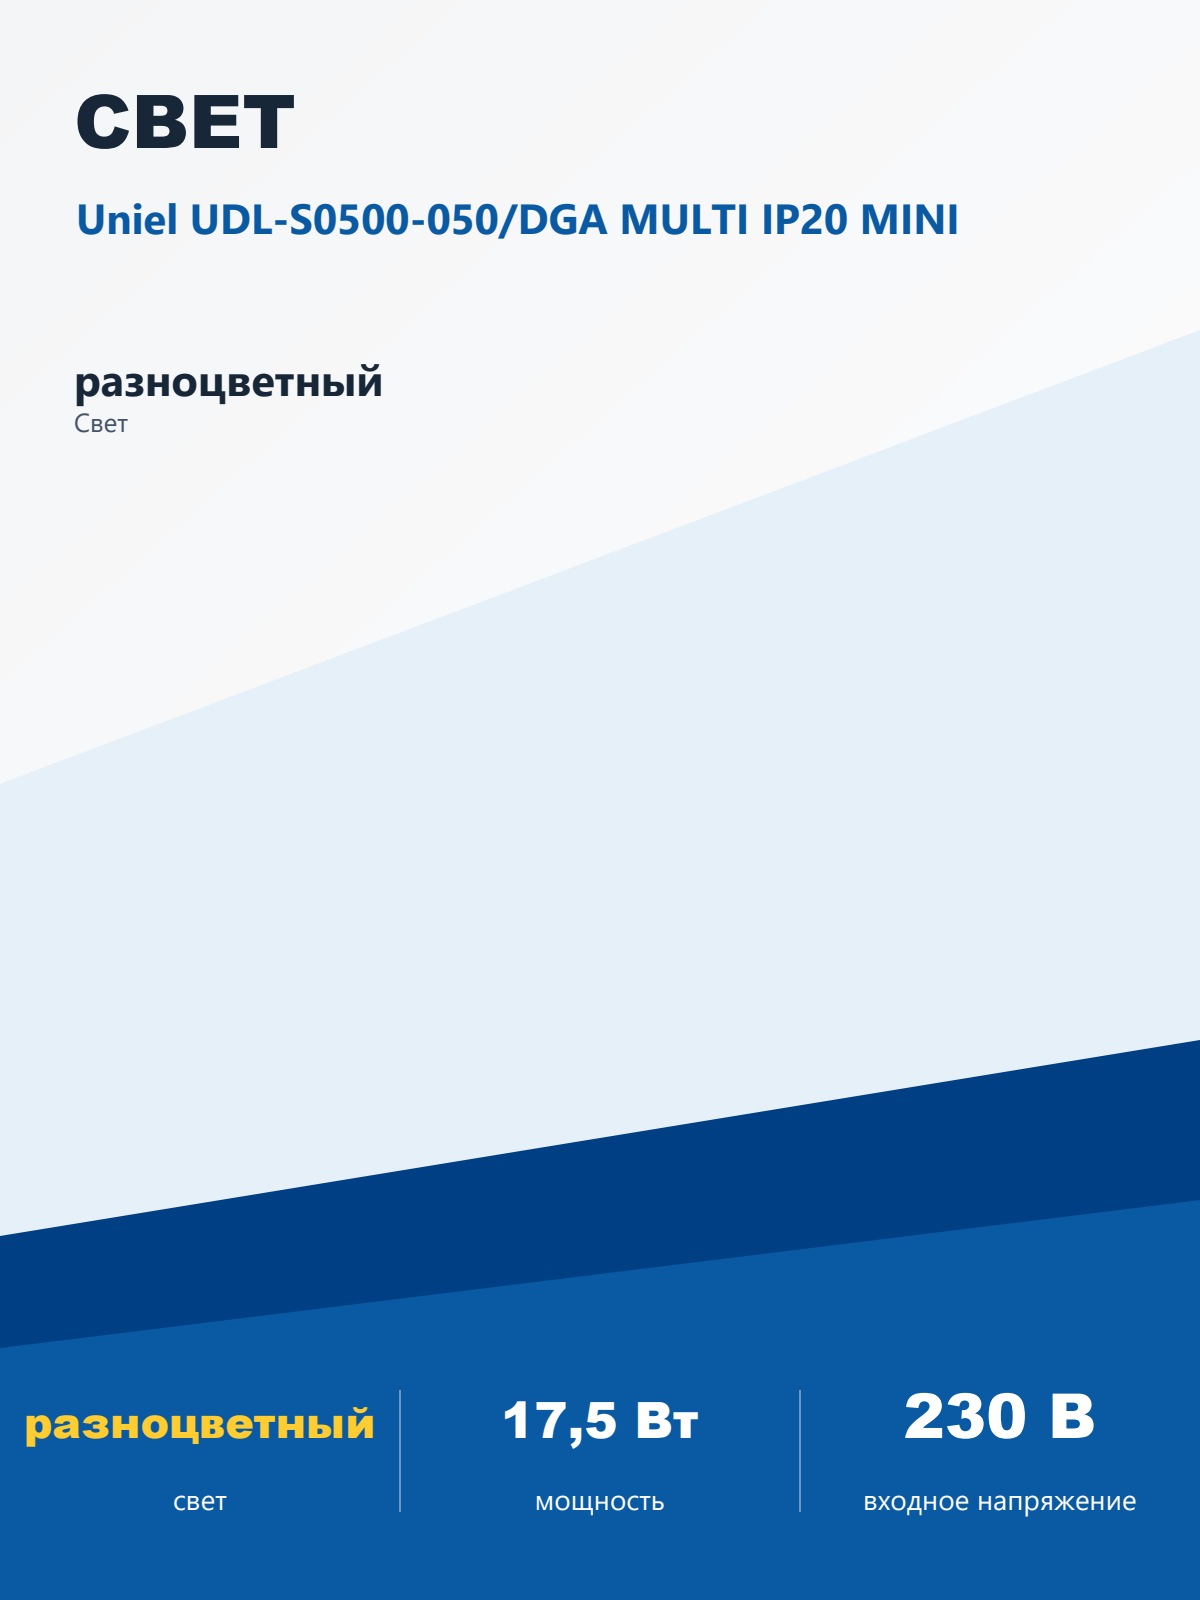 СВЕТ
Uniel UDL-S0500-050/DGA MULTI IP20 MINI
разноцветный
Свет
разноцветный
свет
17,5 Вт
мощность
230 В
входное напряжение